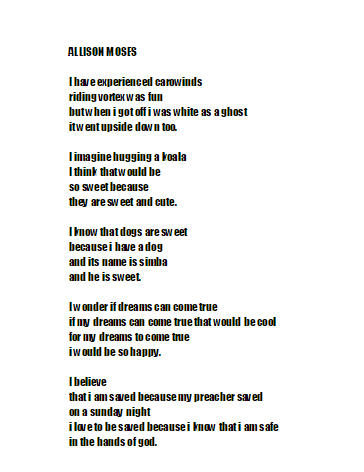 ALLISON MOSES
I have experienced carowinds
riding vortex was fun
but when i got off i was white as a ghost
it went upside down too.
I imagine hugging a koala
I think that would be
so sweet because
they are sweet and cute.
I know that dogs are sweet
because i have a dog
and its name is simba
and he is sweet.
I wonder if dreams can come true
if my dreams can come true that would be cool
for my dreams to come true
i would be so happy.
I believe
that i am saved because my preacher saved
on a sunday night
i love to be saved because i know that i am safe
in the hands of god.